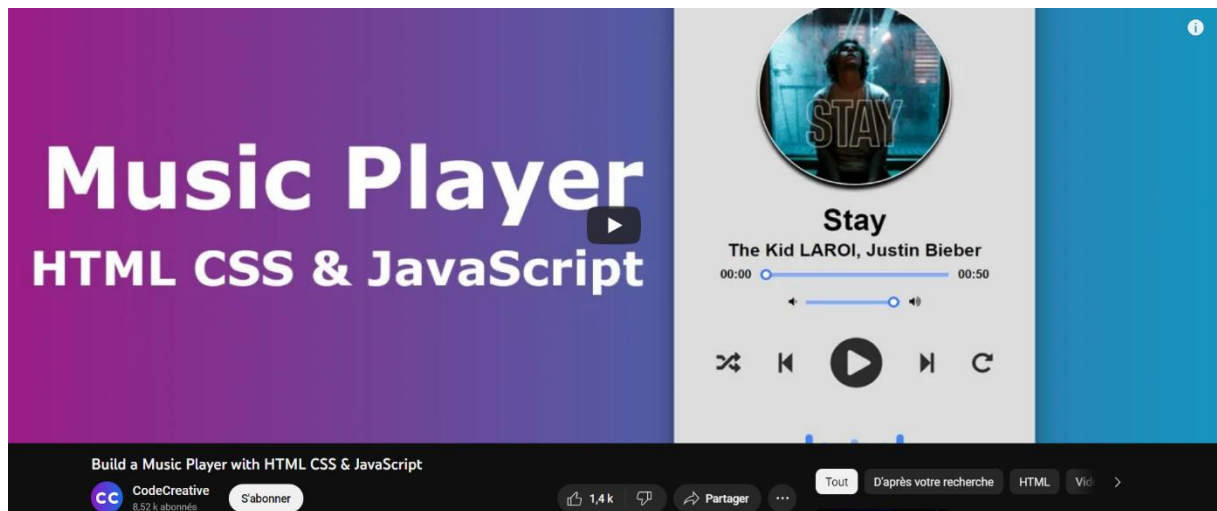 Music Player
HTML CSS & JavaScript
STAY
Stay
The Kid LAROI, Justin Bieber
00:00 00:50
Build a Music Player with HTML CSS & JavaScript
CC
CodeCreative
8,52 k abonnés
S'abonner
1,4 k
Partager
Tout
D'après votre recherche
HTML
Vid